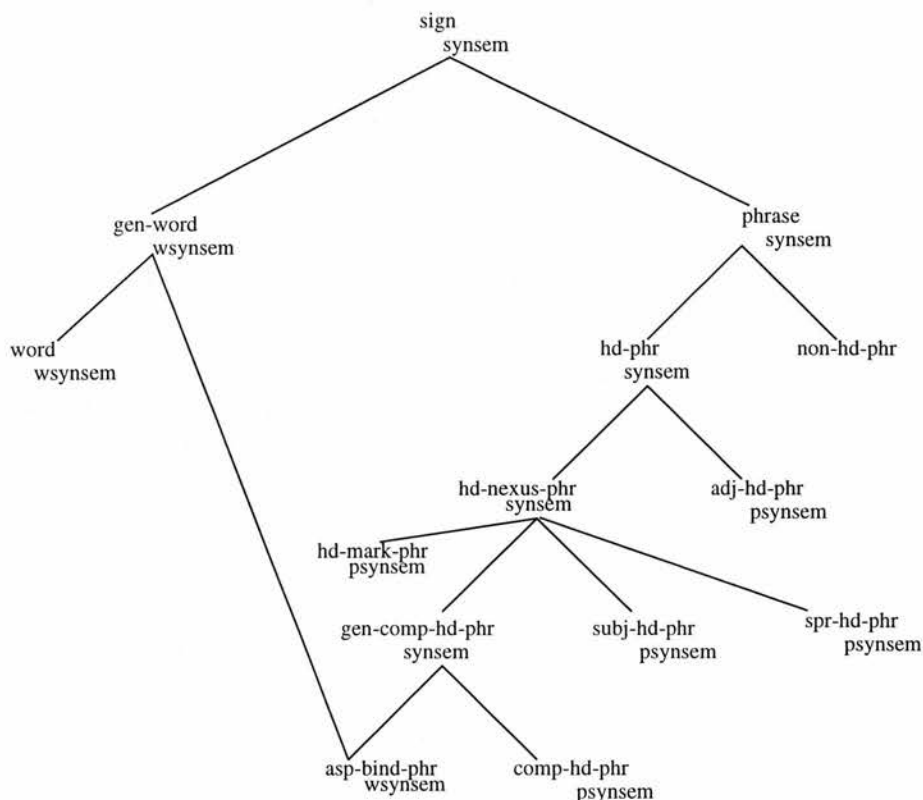 sign
synsem
gen-word
wsynsem
phrase
synsem
word
wsynsem
hd-phr
synsem
non-hd-phr
hd-nexus-phr
synsem
adj-hd-phr
psynsem
hd-mark-phr
psynsem
gen-comp-hd-phr
synsem
subj-hd-phr
psynsem
spr-hd-phr
psynsem
asp-bind-phr
wsynsem
comp-hd-phr
psynsem